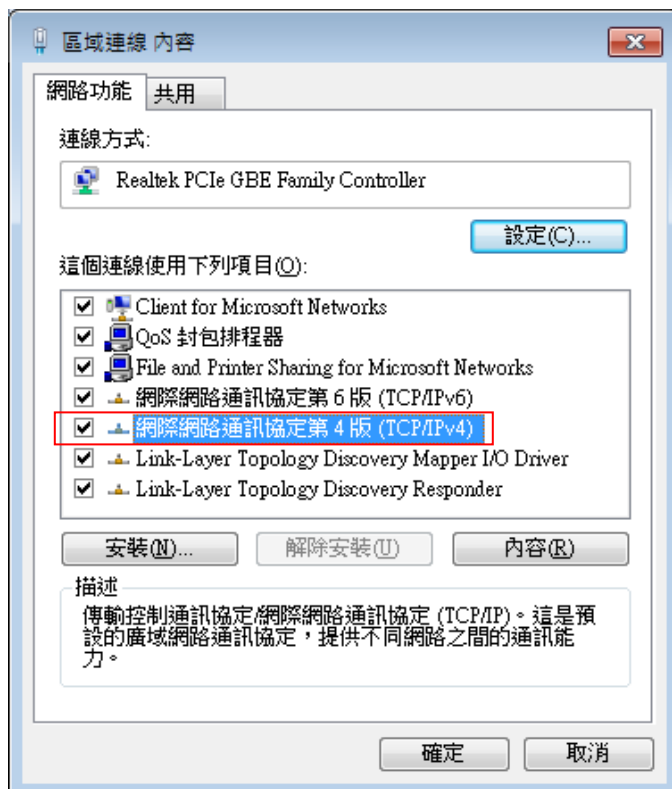 區域連線 內容
網路功能 共用
連線方式:
Realtek PCIe GBE Family Controller
設定(C)...
這個連線使用下列項目(O):
Client for Microsoft Networks
QoS 封包排程器
File and Printer Sharing for Microsoft Networks
網際網路通訊協定第 6 版 (TCP/IPv6)
網際網路通訊協定第 4 版 (TCP/IPv4)
Link-Layer Topology Discovery Mapper I/O Driver
Link-Layer Topology Discovery Responder
安裝(N)... 解除安裝(U) 內容(R)
描述
傳輸控制通訊協定/網際網路通訊協定 (TCP/IP)。這是預
設的廣域網路通訊協定，提供不同網路之間的通訊能
力。
確定 取消